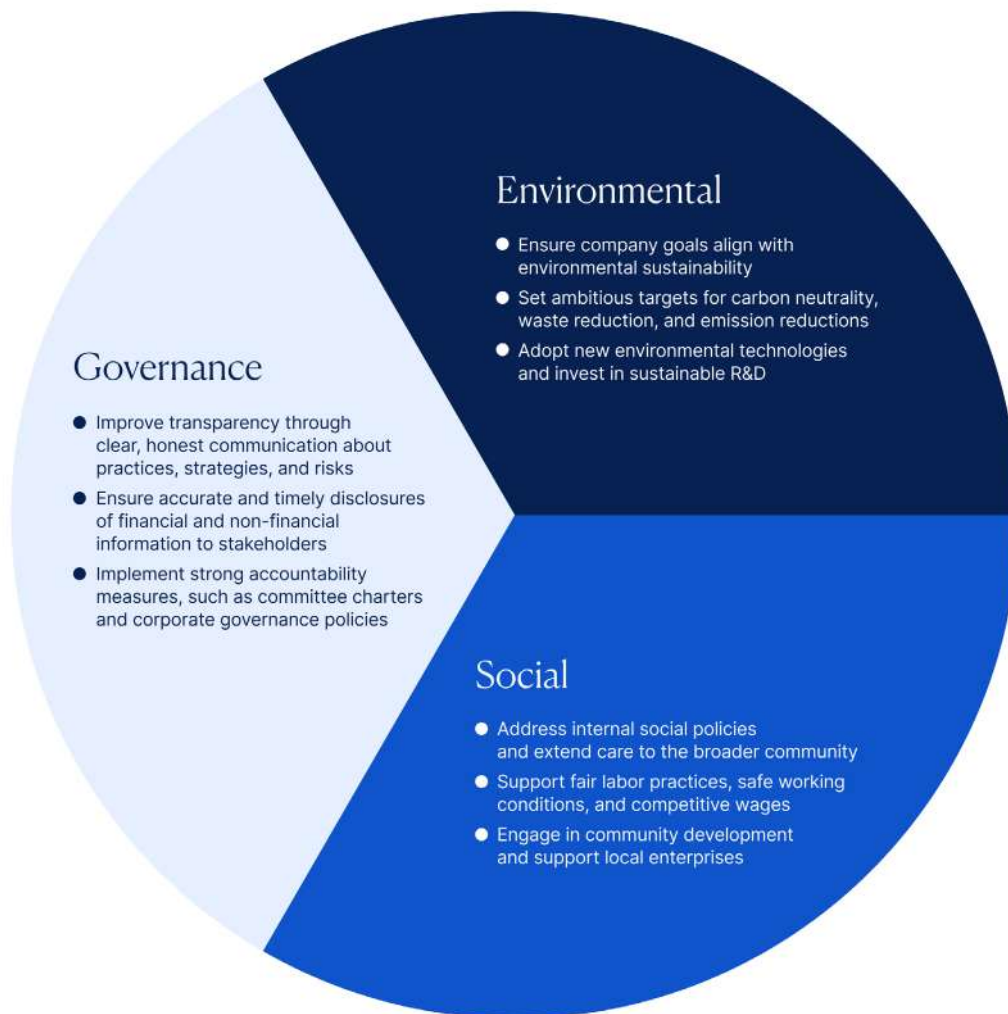 Environmental
Ensure company goals align with
environmental sustainability
Set ambitious targets for carbon neutrality,
waste reduction, and emission reductions
Adopt new environmental technologies
and invest in sustainable R&D
Governance
Improve transparency through
clear, honest communication about
practices, strategies, and risks
Ensure accurate and timely disclosures
of financial and non-financial
information to stakeholders
Implement strong accountability
measures, such as committee charters
and corporate governance policies
Social
Address internal social policies
and extend care to the broader community
Support fair labor practices, safe working
conditions, and competitive wages
Engage in community development
and support local enterprises